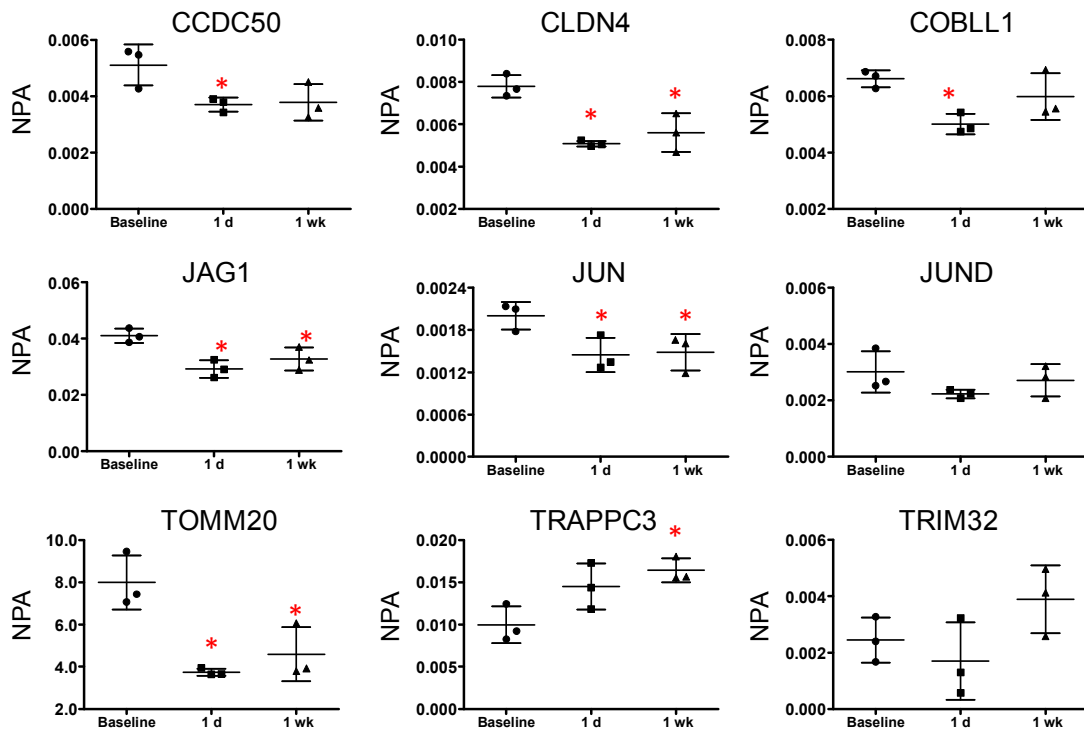 CCDC50
NPA
0.006
0.004
0.002
0.000
*
Baseline 1 d 1 wk
CLDN4
NPA
0.010
0.008
0.006
0.004
0.002
* *
Baseline 1 d 1 wk
COBLL1
NPA
0.008
0.006
0.004
0.002
*
Baseline 1 d 1 wk
JAG1
NPA
0.06
0.04
0.02
0.00
* *
Baseline 1 d 1 wk
JUN
NPA
0.0024
0.0018
0.0012
0.0006
0.0000
* *
Baseline 1 d 1 wk
JUND
NPA
0.006
0.004
0.002
0.000
Baseline 1 d 1 wk
TOMM20
NPA
10.0
8.0
6.0
4.0
2.0
* *
Baseline 1 d 1 wk
TRAPPC3
NPA
0.020
0.015
0.010
0.005
0.000
*
Baseline 1 d 1 wk
TRIM32
NPA
0.006
0.004
0.002
0.000
Baseline 1 d 1 wk